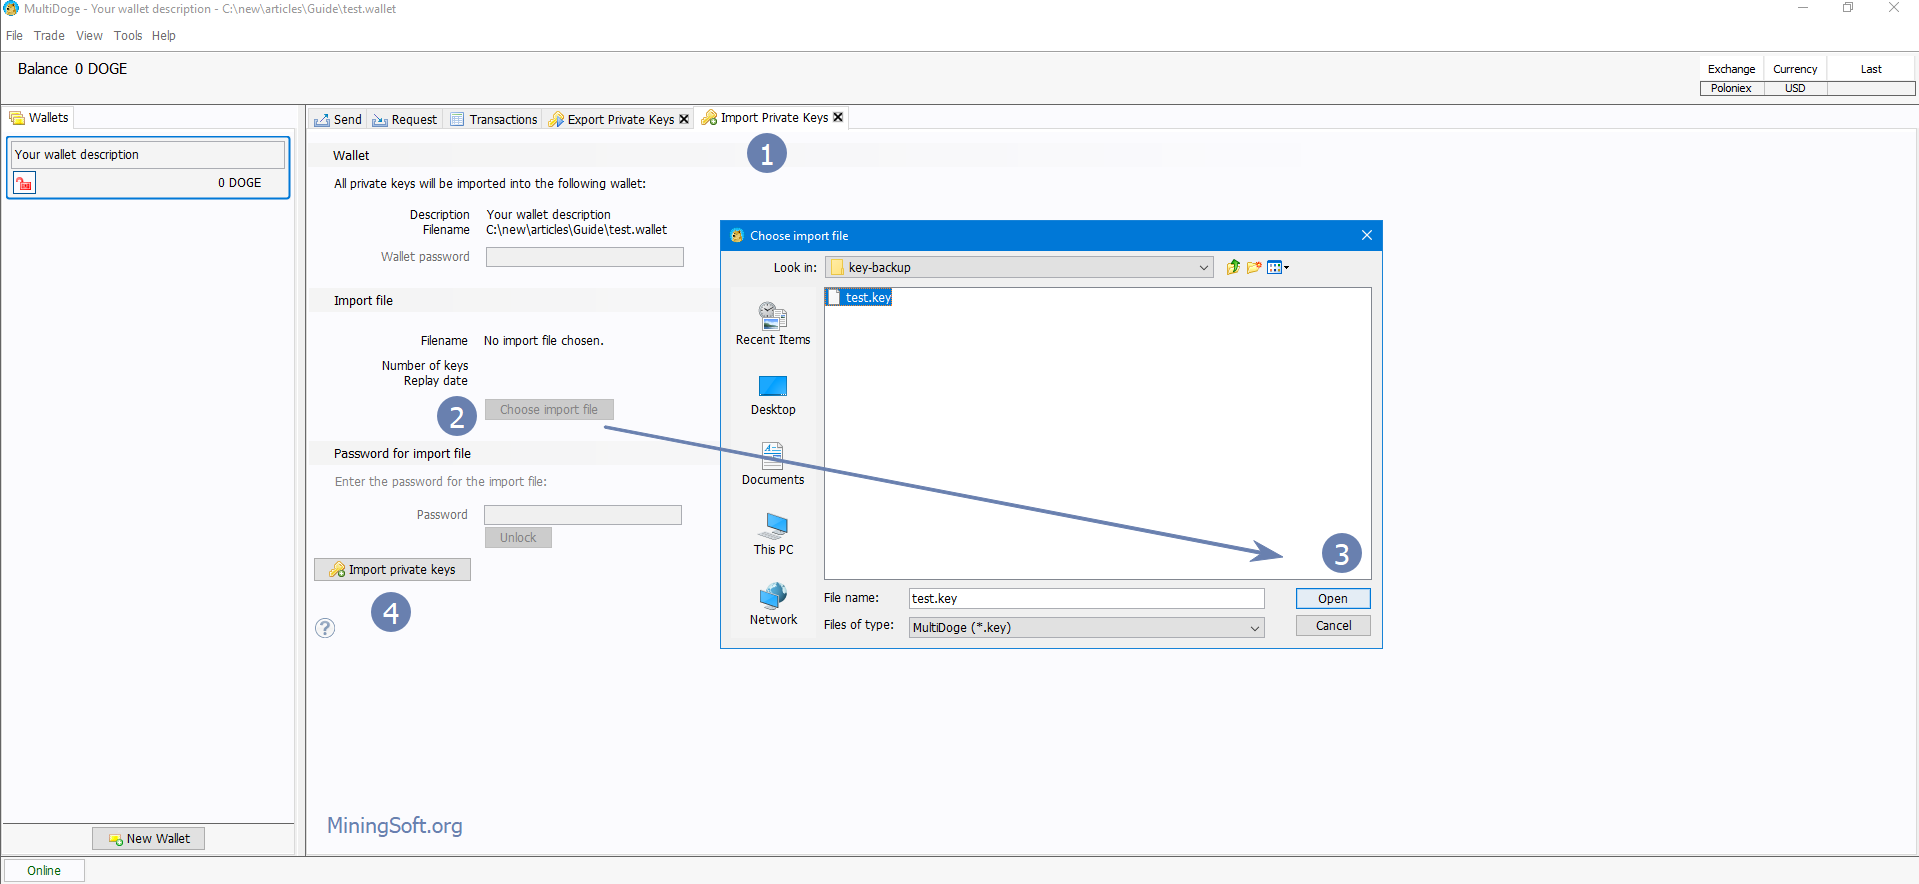 MultiDoge - Your wallet description - C:\new\articles\Guide\test.wallet
File Trade View Tools Help
Balance 0 DOGE
Exchange Currency Last
Poloniex USD
Wallets
Your wallet description
0 DOGE
New Wallet
Online
Send Request Transactions Export Private Keys Import Private Keys
1
Wallet
All private keys will be imported into the following wallet:
Description Your wallet description
Filename C:\new\articles\Guide\test.wallet
Wallet password
Import file
Filename No import file chosen.
Number of keys
Replay date
2 Choose import file
Password for import file
Enter the password for the import file:
Password
Unlock
Import private keys
4
?
MiningSoft.org
Choose import file
Look in: key-backup
test.key
Recent Items
Desktop
Documents
This PC
Network
3
File name: test.key Open
Files of type: MultiDoge (*.key) Cancel